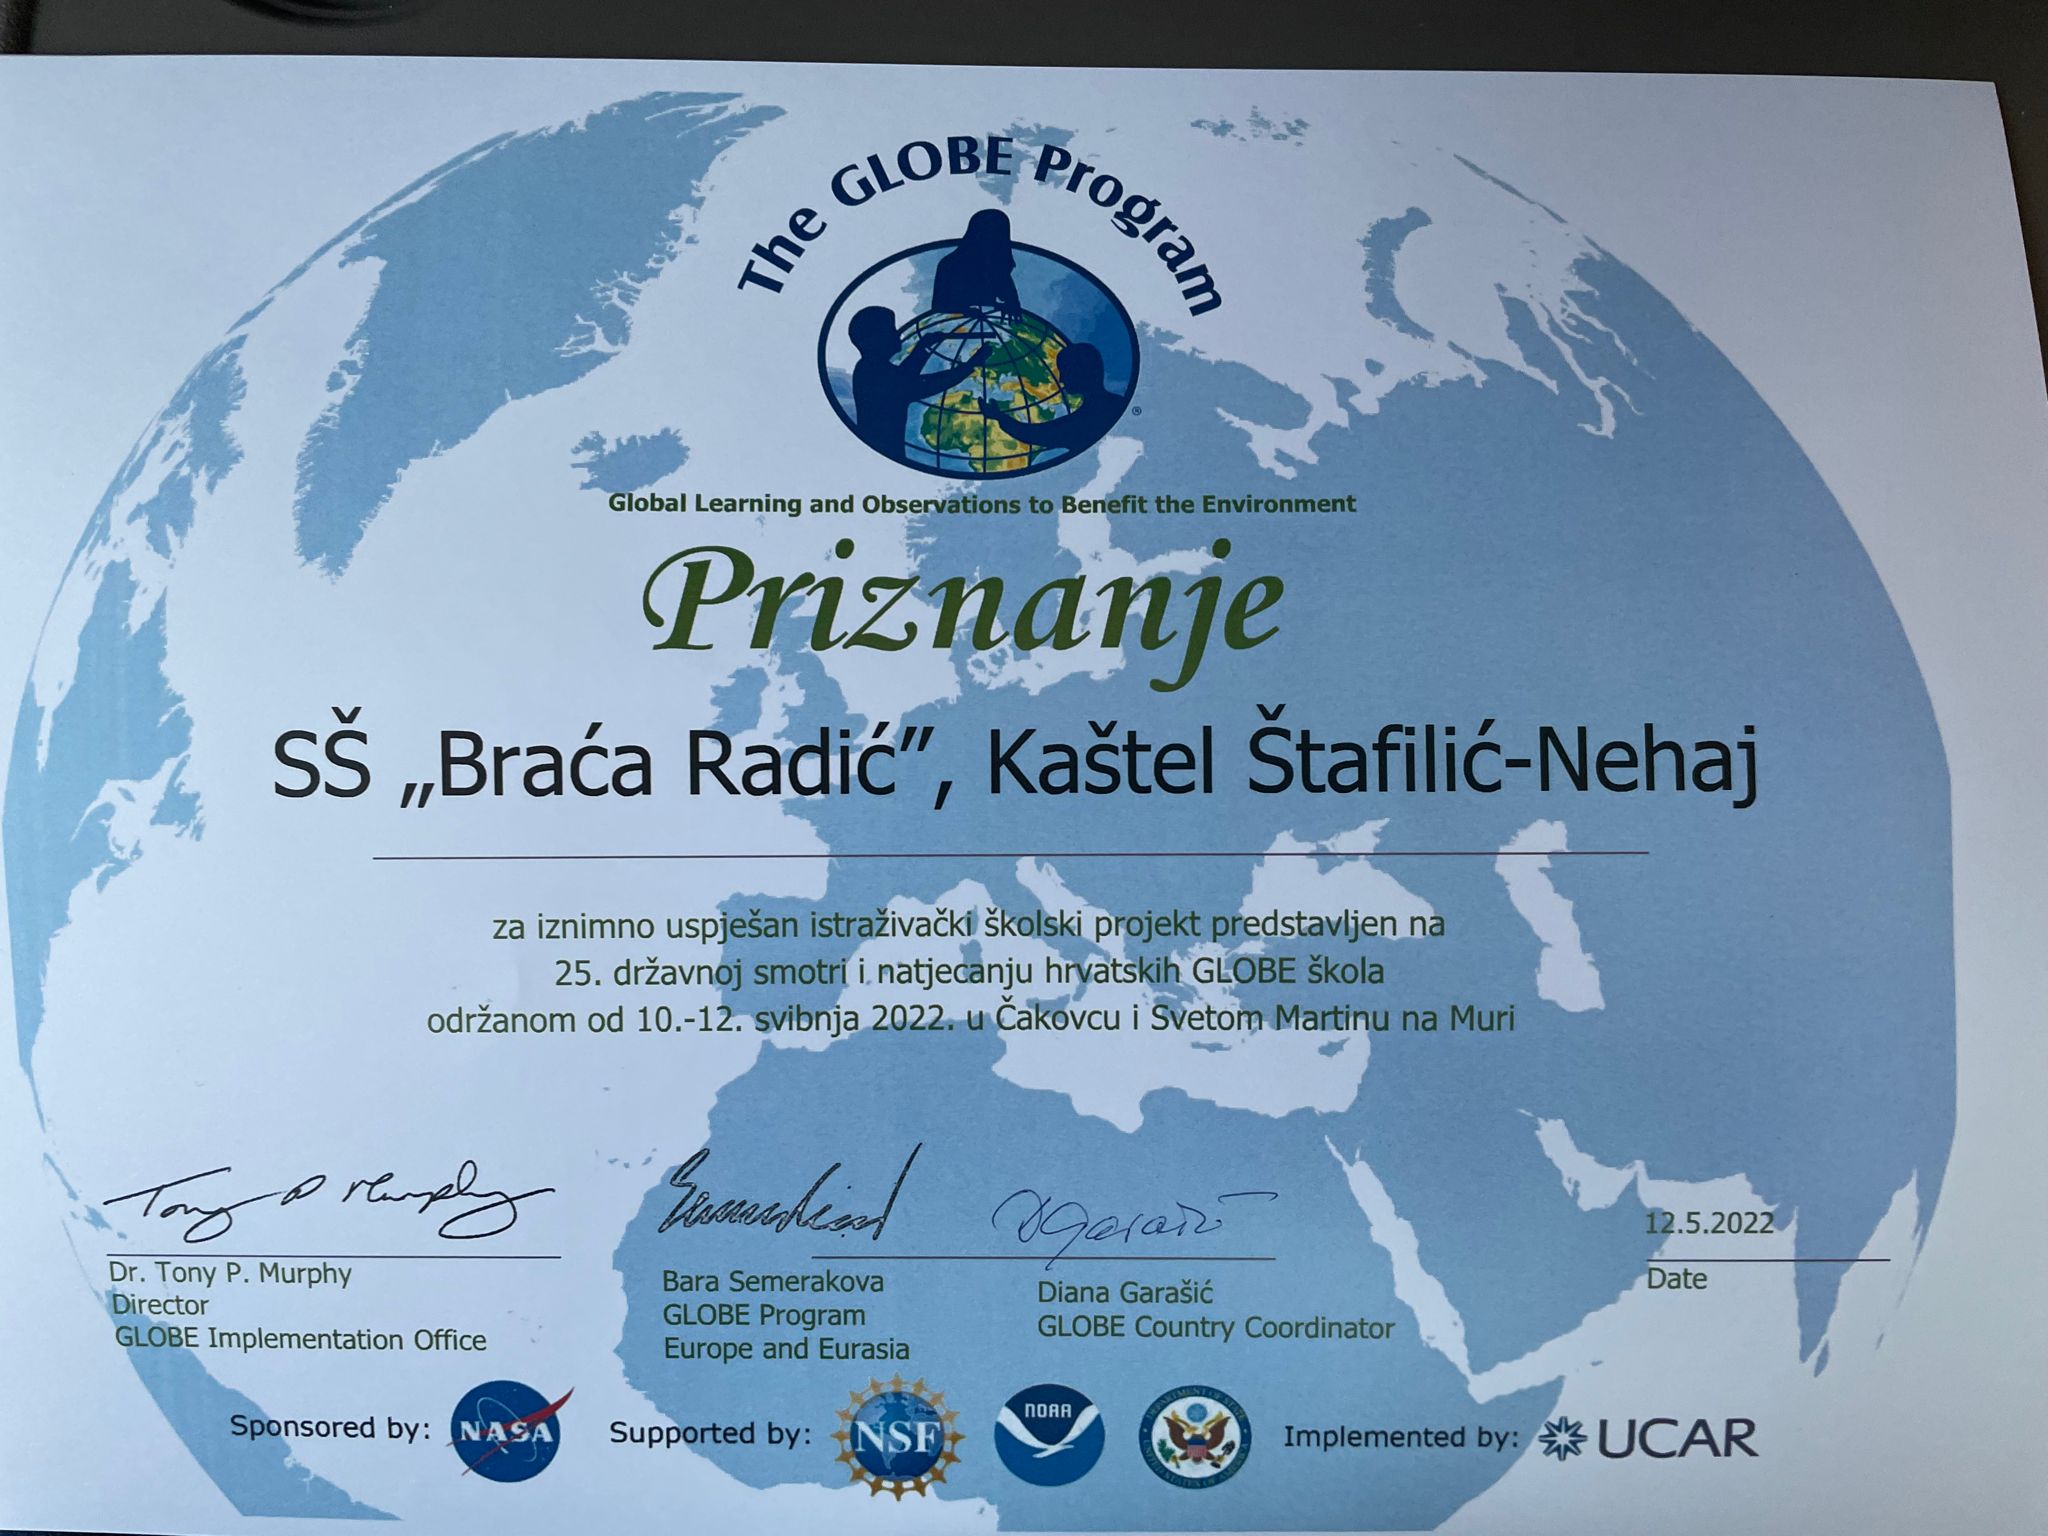 The GLOBE Program
®
Global Learning and Observations to Benefit the Environment
Priznanje
SŠ „Braća Radić”, Kaštel Štafilić-Nehaj
za iznimno uspješan istraživački školski projekt predstavljen na
25. državnoj smotri i natjecanju hrvatskih GLOBE škola
održanom od 10.-12. svibnja 2022. u Čakovcu i Svetom Martinu na Muri
Tony P Murphy
Dr. Tony P. Murphy
Director
GLOBE Implementation Office
Bara Semerakova
GLOBE Program
Europe and Eurasia
DGarašić
Diana Garašić
GLOBE Country Coordinator
12.5.2022
Date
Sponsored by: NASA
Supported by: NSF NOAA
Implemented by: UCAR